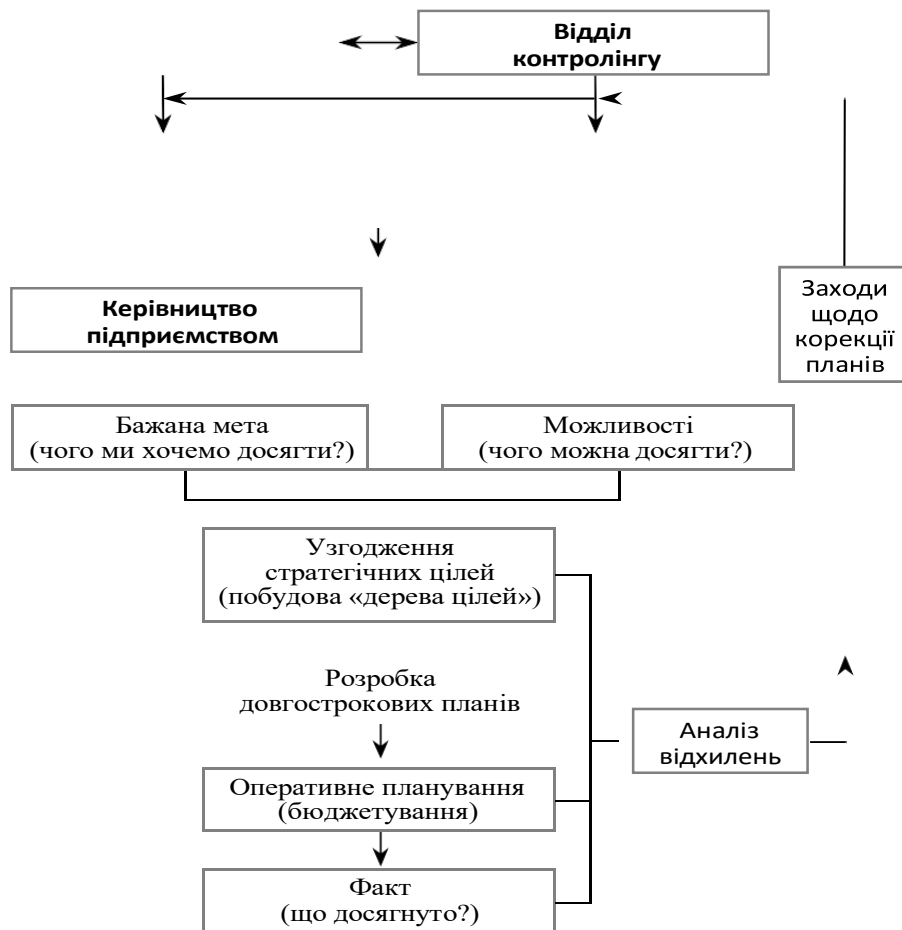 Відділ
контролінгу
Керівництво
підприємством
Заходи
щодо
корекції
планів
Бажана мета
(чого ми хочемо досягти?)
Можливості
(чого можна досягти?)
Узгодження
стратегічних цілей
(побудова «дерева цілей»)
Розробка
довгострокових планів
Аналіз
відхилень
Оперативне планування
(бюджетування)
Факт
(що досягнуто?)